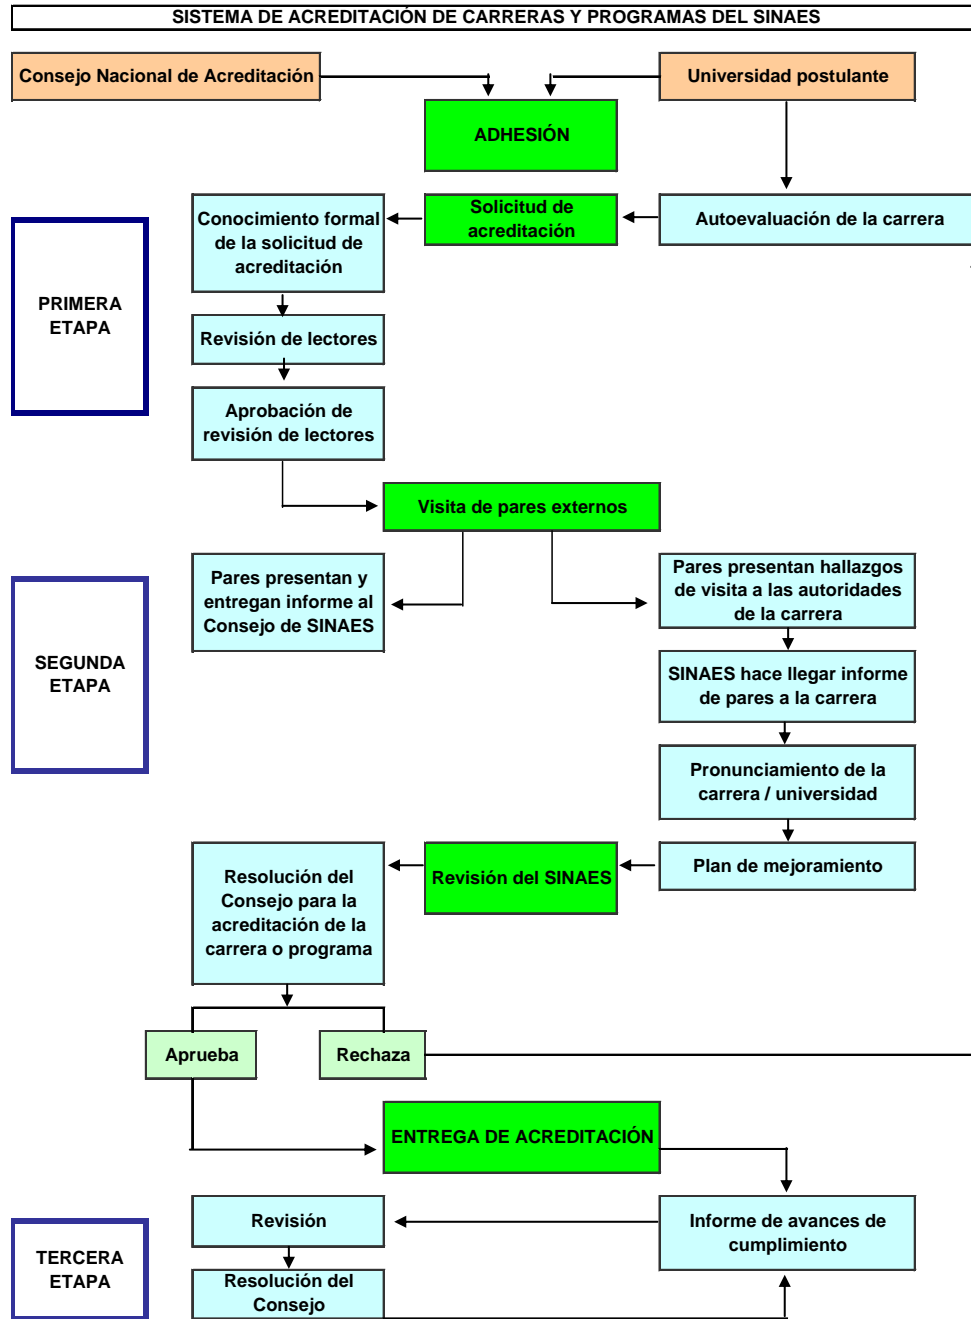 SISTEMA DE ACREDITACIÓN DE CARRERAS Y PROGRAMAS DEL SINAES
Consejo Nacional de Acreditación
Universidad postulante
ADHESIÓN
PRIMERA
ETAPA
Conocimiento formal
de la solicitud de
acreditación
Solicitud de
acreditación
Autoevaluación de la carrera
Revisión de lectores
Aprobación de
revisión de lectores
Visita de pares externos
SEGUNDA
ETAPA
Pares presentan y
entregan informe al
Consejo de SINAES
Pares presentan hallazgos
de visita a las autoridades
de la carrera
SINAES hace llegar informe
de pares a la carrera
Pronunciamiento de la
carrera / universidad
Resolución del
Consejo para la
acreditación de la
carrera o programa
Revisión del SINAES
Plan de mejoramiento
Aprueba
Rechaza
ENTREGA DE ACREDITACIÓN
TERCERA
ETAPA
Revisión
Informe de avances de
cumplimiento
Resolución del
Consejo